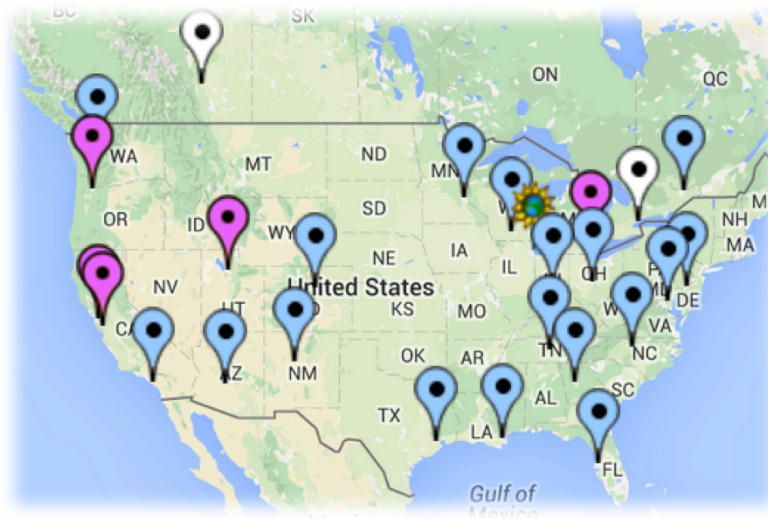 BC
SK
ON
QC
WA
MT
ND
MN
OR
ID
WY
SD
NH
MA
NE
IA
IL
OH
DE
NV
UT
United States
KS
MO
VA
CA
OK
AR
TN
NC
AZ
NM
SC
TX
LA
AL
FL
Gulf of
Mexico